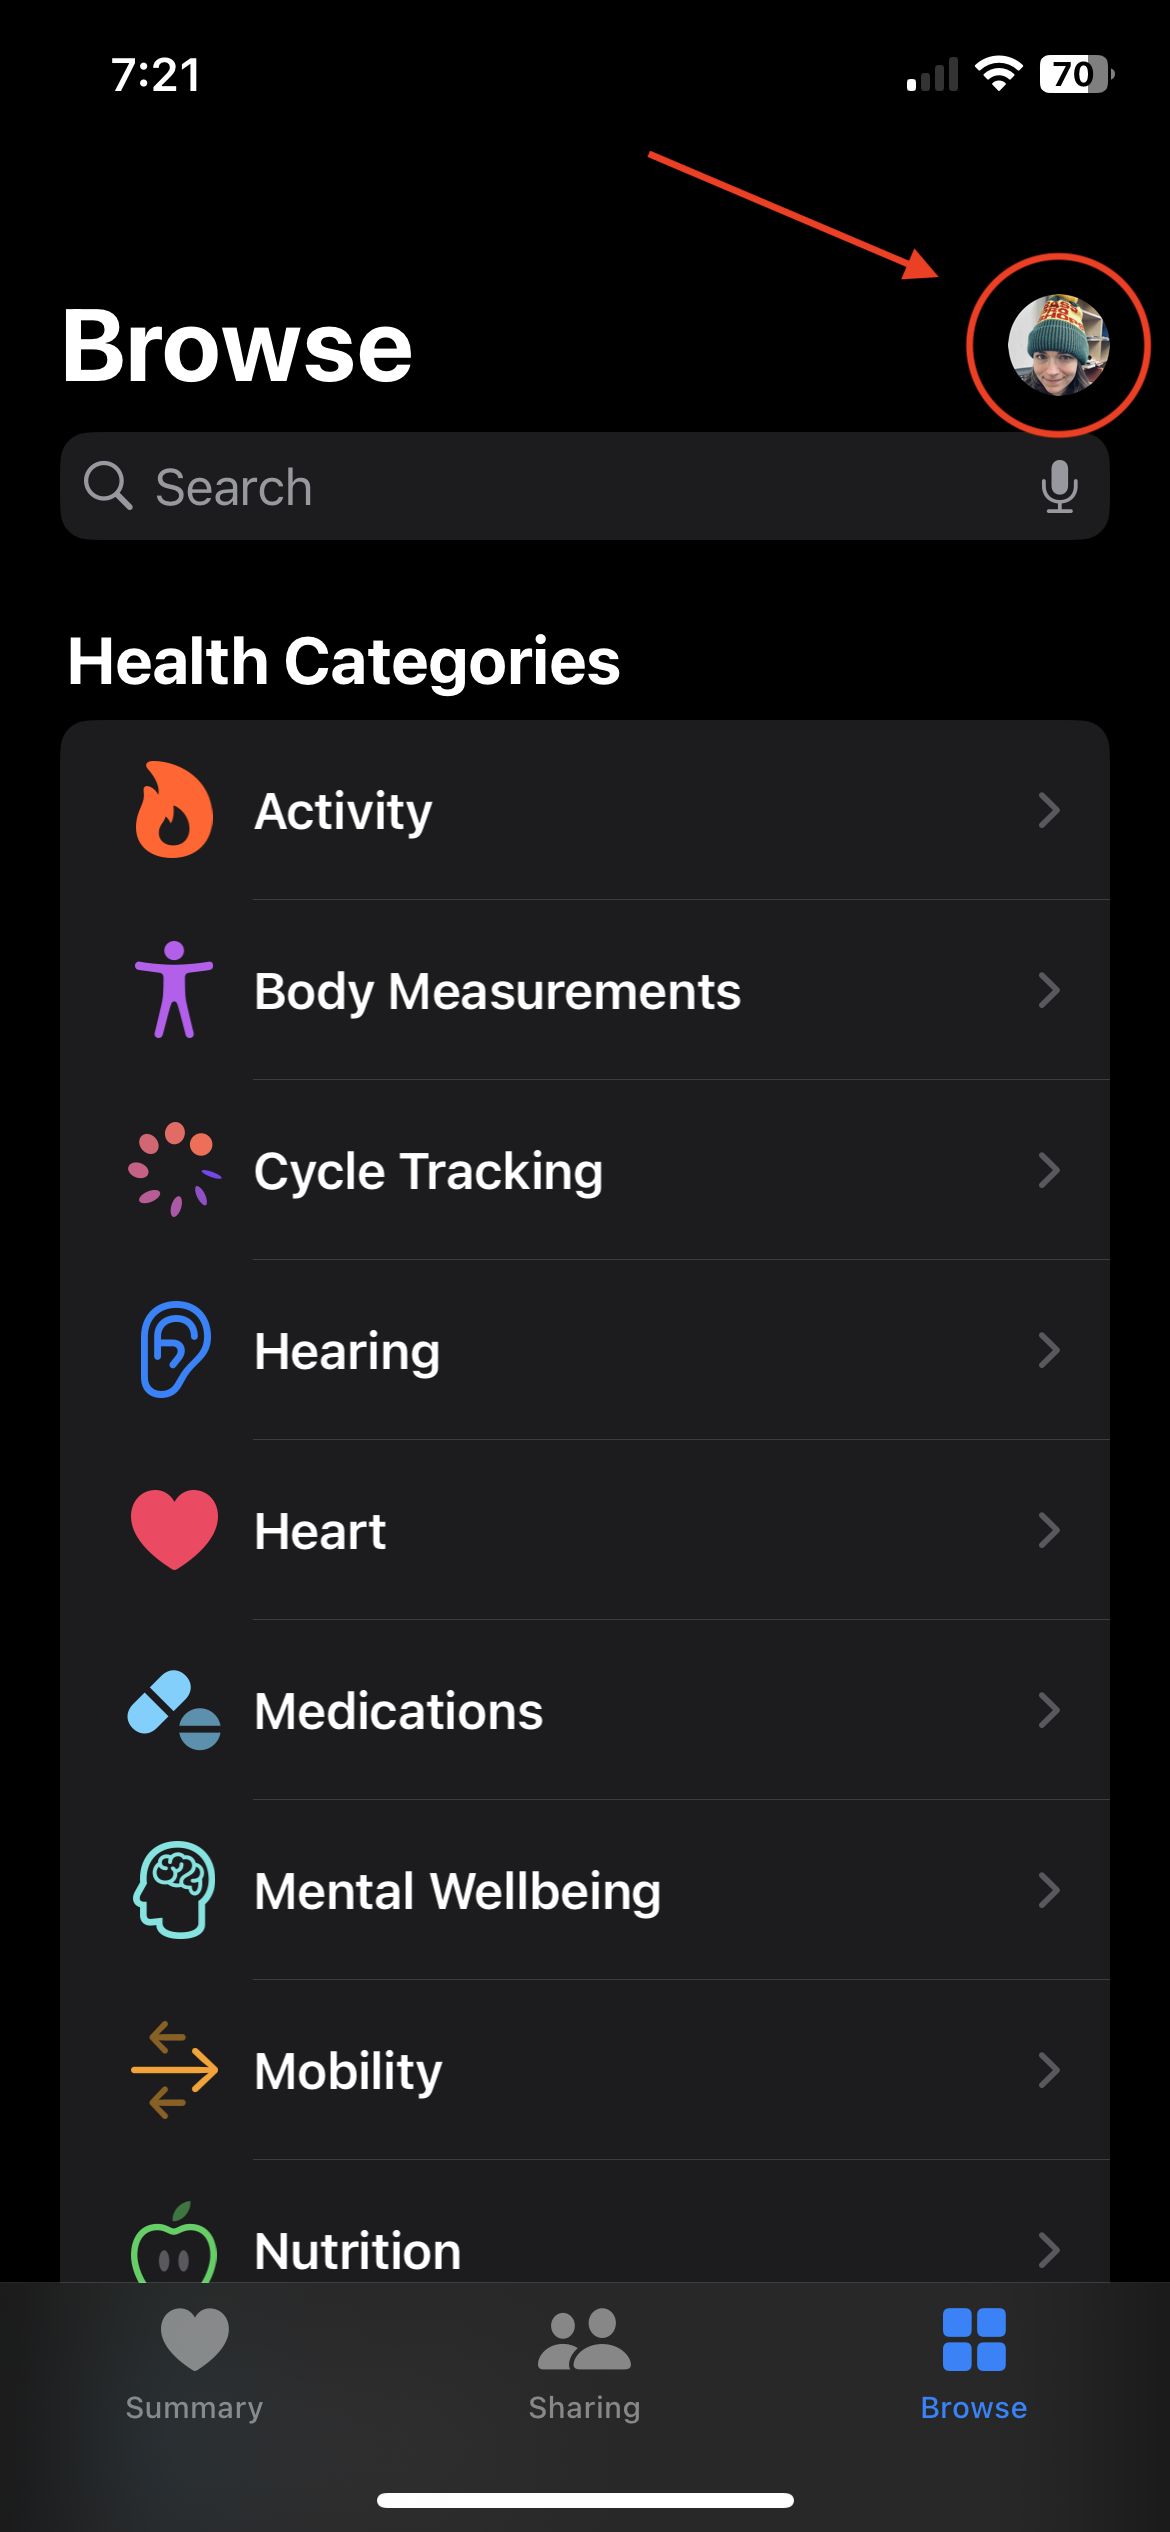 7:21
70
Browse
Search
Health Categories
Activity
Body Measurements
Cycle Tracking
Hearing
Heart
Medications
Mental Wellbeing
Mobility
Nutrition
Summary
Sharing
Browse